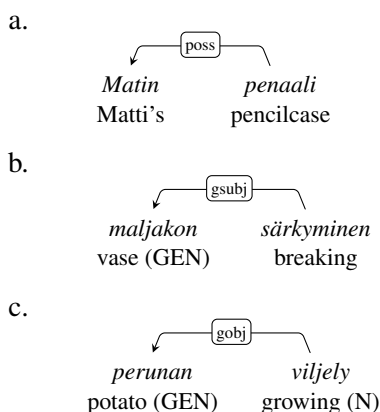 a.
poss
Matin penaali
Matti's pencilcase
b.
gsubj
maljakon särkyminen
vase (GEN) breaking
c.
gobj
perunan viljely
potato (GEN) growing (N)